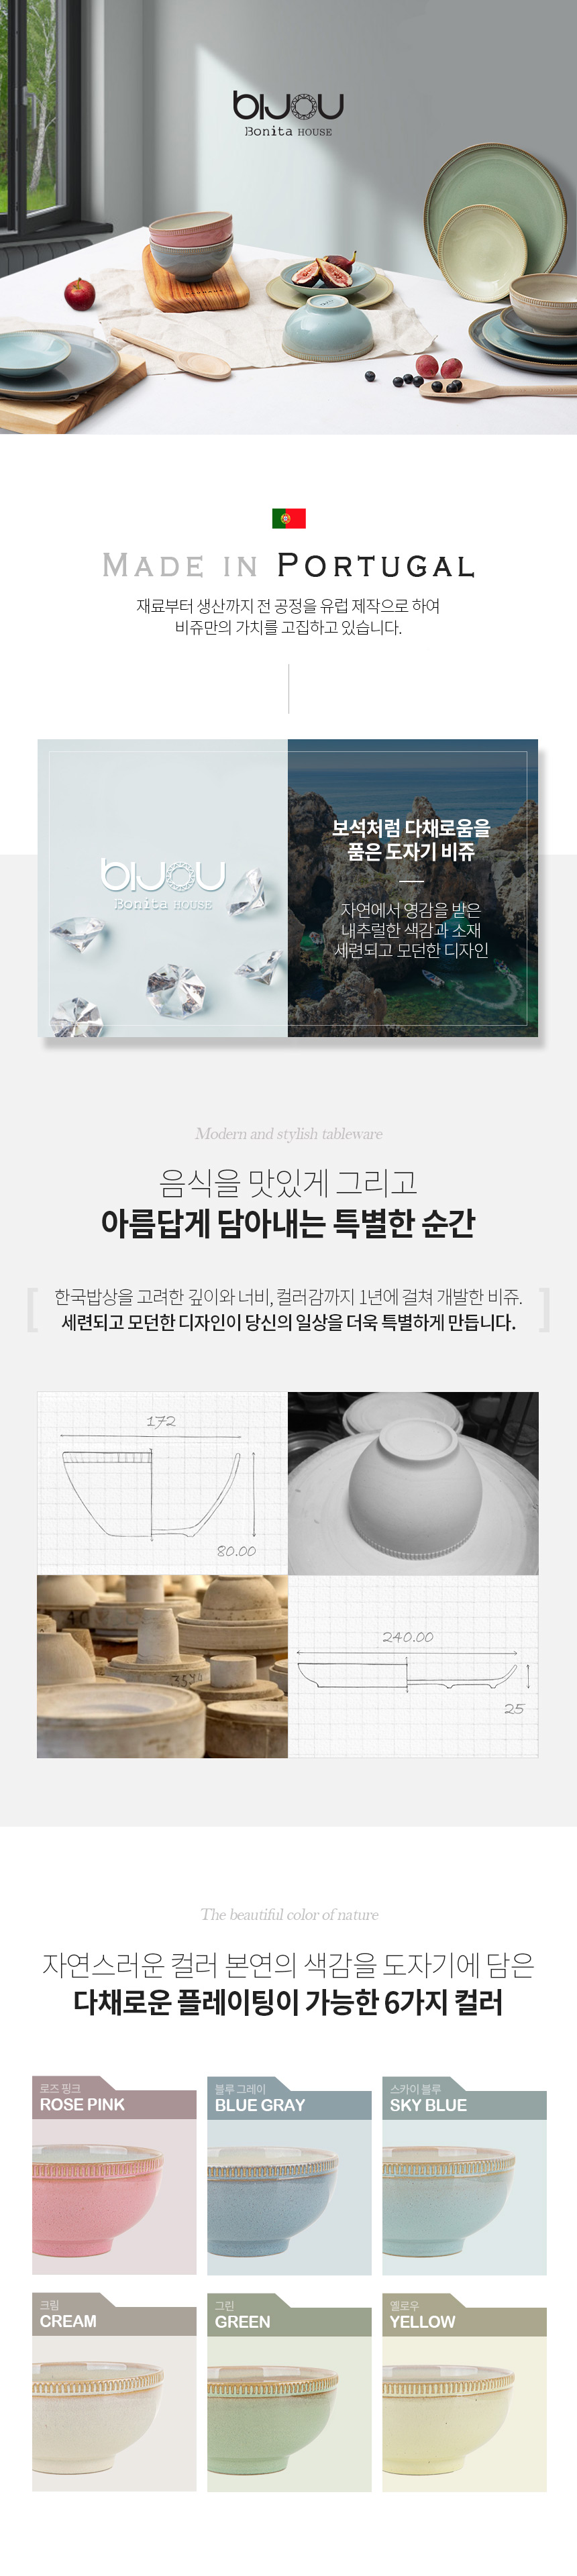 bijou
Bonita HOUSE
MADE IN PORTUGAL
재료부터 생산까지 전 공정을 유럽 제작으로 하여
비쥬만의 가치를 고집하고 있습니다.
bijou
Bonita HOUSE
보석처럼 다채로움을
품은 도자기 비쥬
자연에서 영감을 받은
내추럴한 색감과 소재
세련되고 모던한 디자인
Modern and stylish tableware
음식을 맛있게 그리고
아름답게 담아내는 특별한 순간
[ 한국밥상을 고려한 깊이와 너비, 컬러감까지 1년에 걸쳐 개발한 비쥬.
세련되고 모던한 디자인이 당신의 일상을 더욱 특별하게 만듭니다. ]
172
80.00
240.00
25
The beautiful color of nature
자연스러운 컬러 본연의 색감을 도자기에 담은
다채로운 플레이팅이 가능한 6가지 컬러
로즈 핑크
ROSE PINK
블루 그레이
BLUE GRAY
스카이 블루
SKY BLUE
크림
CREAM
그린
GREEN
옐로우
YELLOW